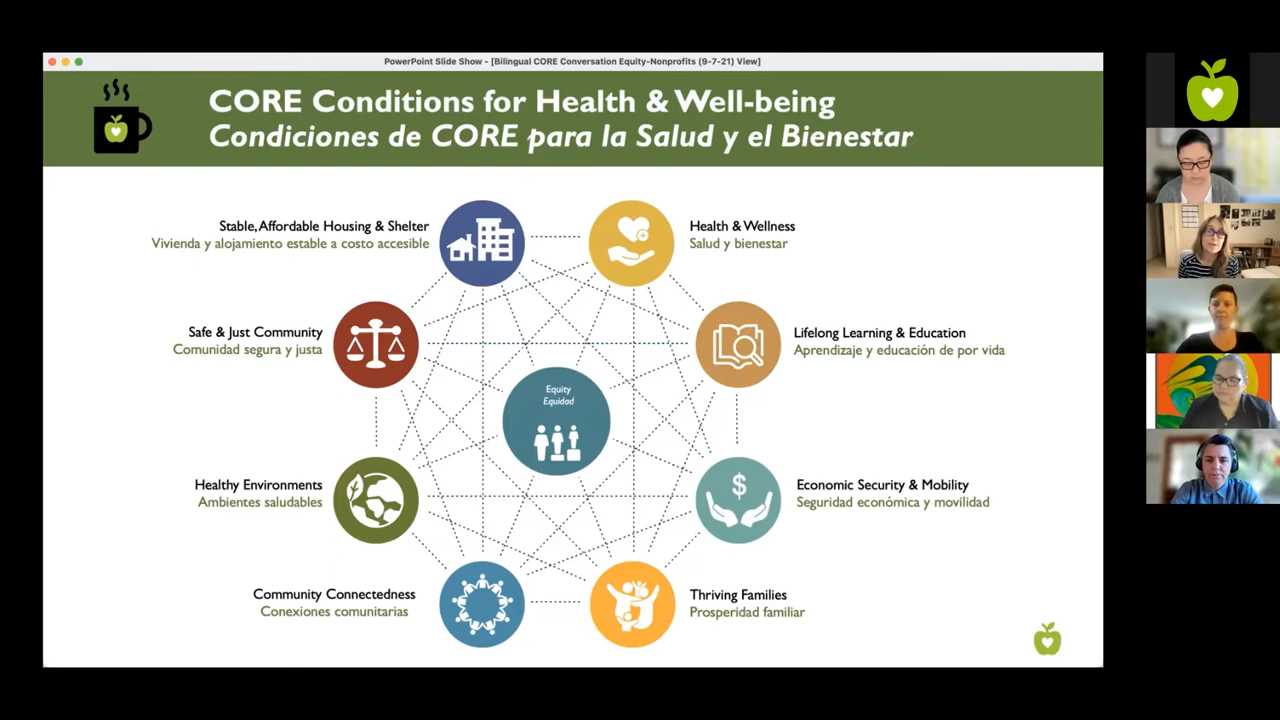 PowerPoint Slide Show - [Bilingual CORE Conversation Equity-Nonprofits (9-7-21) View]
CORE Conditions for Health & Well-being
Condiciones de CORE para la Salud y el Bienestar
Stable, Affordable Housing & Shelter
Vivienda y alojamiento estable a costo accesible
Health & Wellness
Salud y bienestar
Safe & Just Community
Comunidad segura y justa
Lifelong Learning & Education
Aprendizaje y educación de por vida
Equity
Equidad
Healthy Environments
Ambientes saludables
Economic Security & Mobility
Seguridad económica y movilidad
$
Community Connectedness
Conexiones comunitarias
Thriving Families
Prosperidad familiar